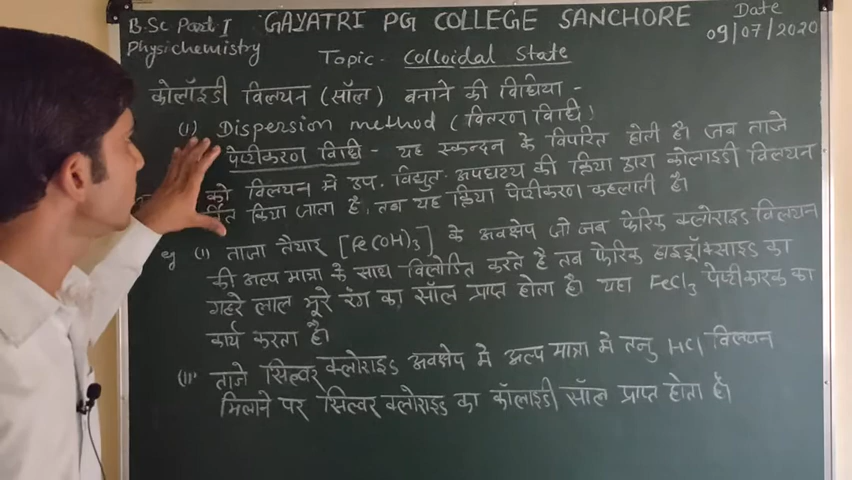 B.Sc Part I GAYATRI PG COLLEGE SANCHORE Date
Physichemistry 09/07/2020
Topic- Colloidal State
कोलॉइडी विलयन (सॉल) बनाने की विधिया -
(1) Dispersion method (वितरण विधि)
पेप्टीकरण विधि - यह स्कन्दन के विपरित होती है। जब ताजे
को विलयन मे उप. विद्युत अपघट्य की क्रिया द्वारा कोलाइडी विलयन
किया जाता है, तब यह क्रिया पेप्टीकरण कहलाती है।
eg (1) ताजा तैयार [Fe(OH)3] के अवक्षेप जो जब फेरिक क्लोराइड विलयन
की अल्प मात्रा के साथ विलोडित करते है तब फेरिक हाइड्रॉक्साइड का
गहरे लाल भूरे रंग का सॉल प्राप्त होता है। यहा FeCl3 पेप्टीकारक का
कार्य करता है।
(11) ताजे सिल्वर क्लोराइड अवक्षेप मे अल्प मात्रा मे तनु HCl विलयन
मिलाने पर सिल्वर क्लोराइड का कॉलाइडी सॉल प्राप्त होता है।